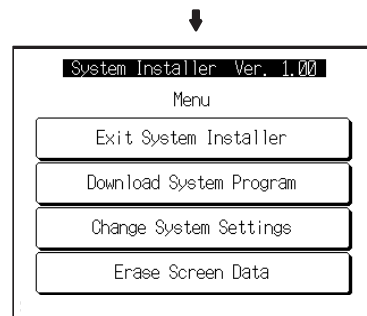 System Installer Ver. 1.00
Menu
Exit System Installer
Download System Program
Change System Settings
Erase Screen Data